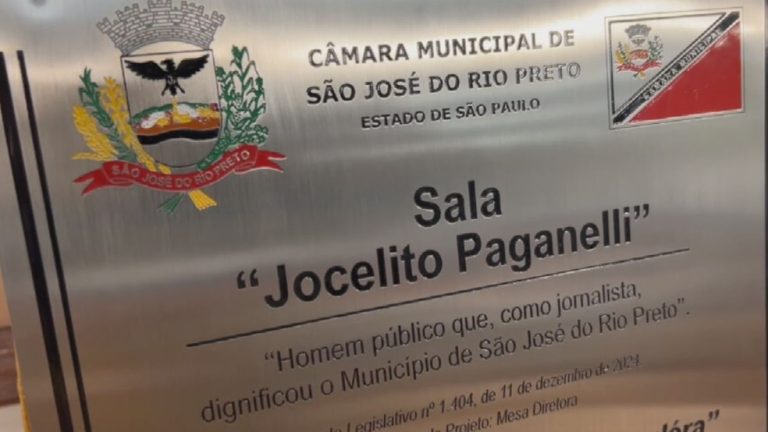 CÂMARA MUNICIPAL DE
SÃO JOSÉ DO RIO PRETO
ESTADO DE SÃO PAULO
CÂMARA MUNICIPAL
SÃO JOSÉ DO RIO PRETO
Sala
“Jocelito Paganelli”
“Homem público que, como jornalista,
dignificou o Município de São José do Rio Preto”.
Legislativo nº 1.404, de 11 de dezembro de 2024.
Projeto: Mesa Diretora